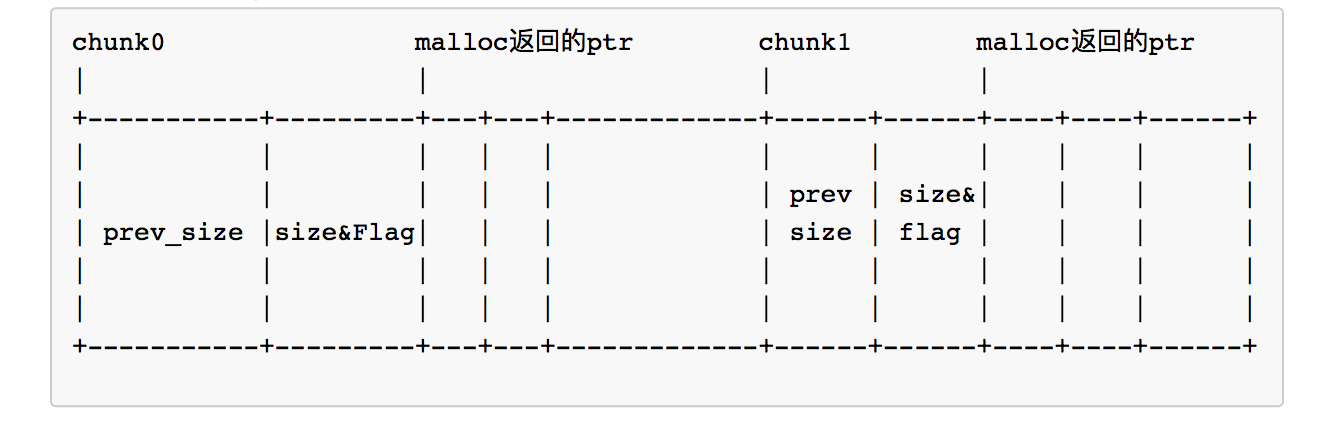 chunk0 malloc返回的ptr chunk1 malloc返回的ptr
prev size&
prev_size size&Flag size flag